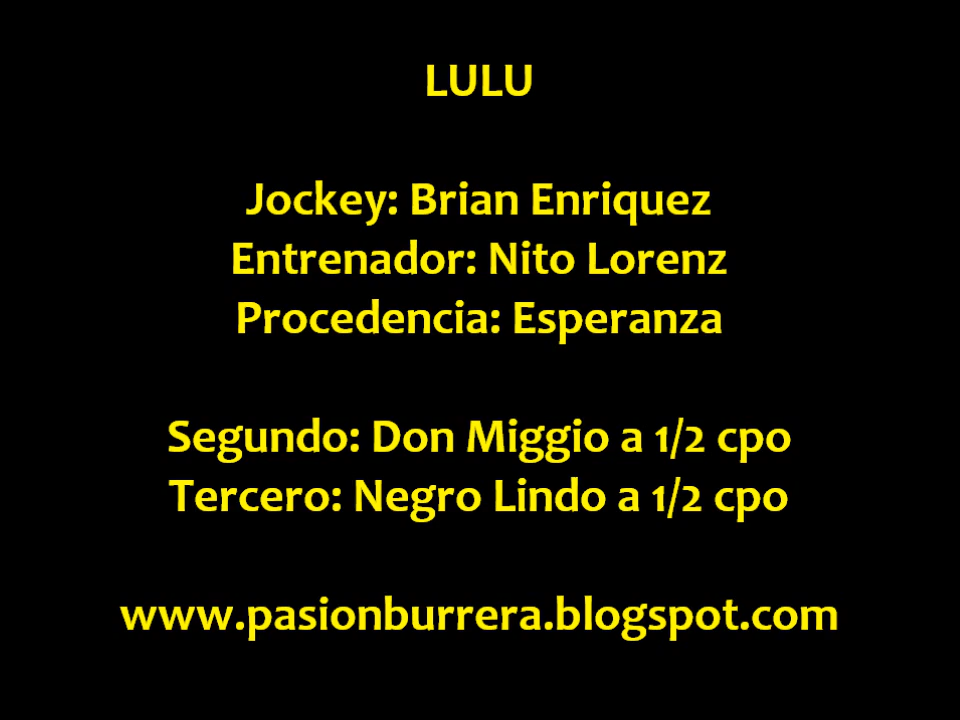 LULU
Jockey: Brian Enriquez
Entrenador: Nito Lorenz
Procedencia: Esperanza
Segundo: Don Miggio a 1/2 cpo
Tercero: Negro Lindo a 1/2 cpo
www.pasionburrera.blogspot.com